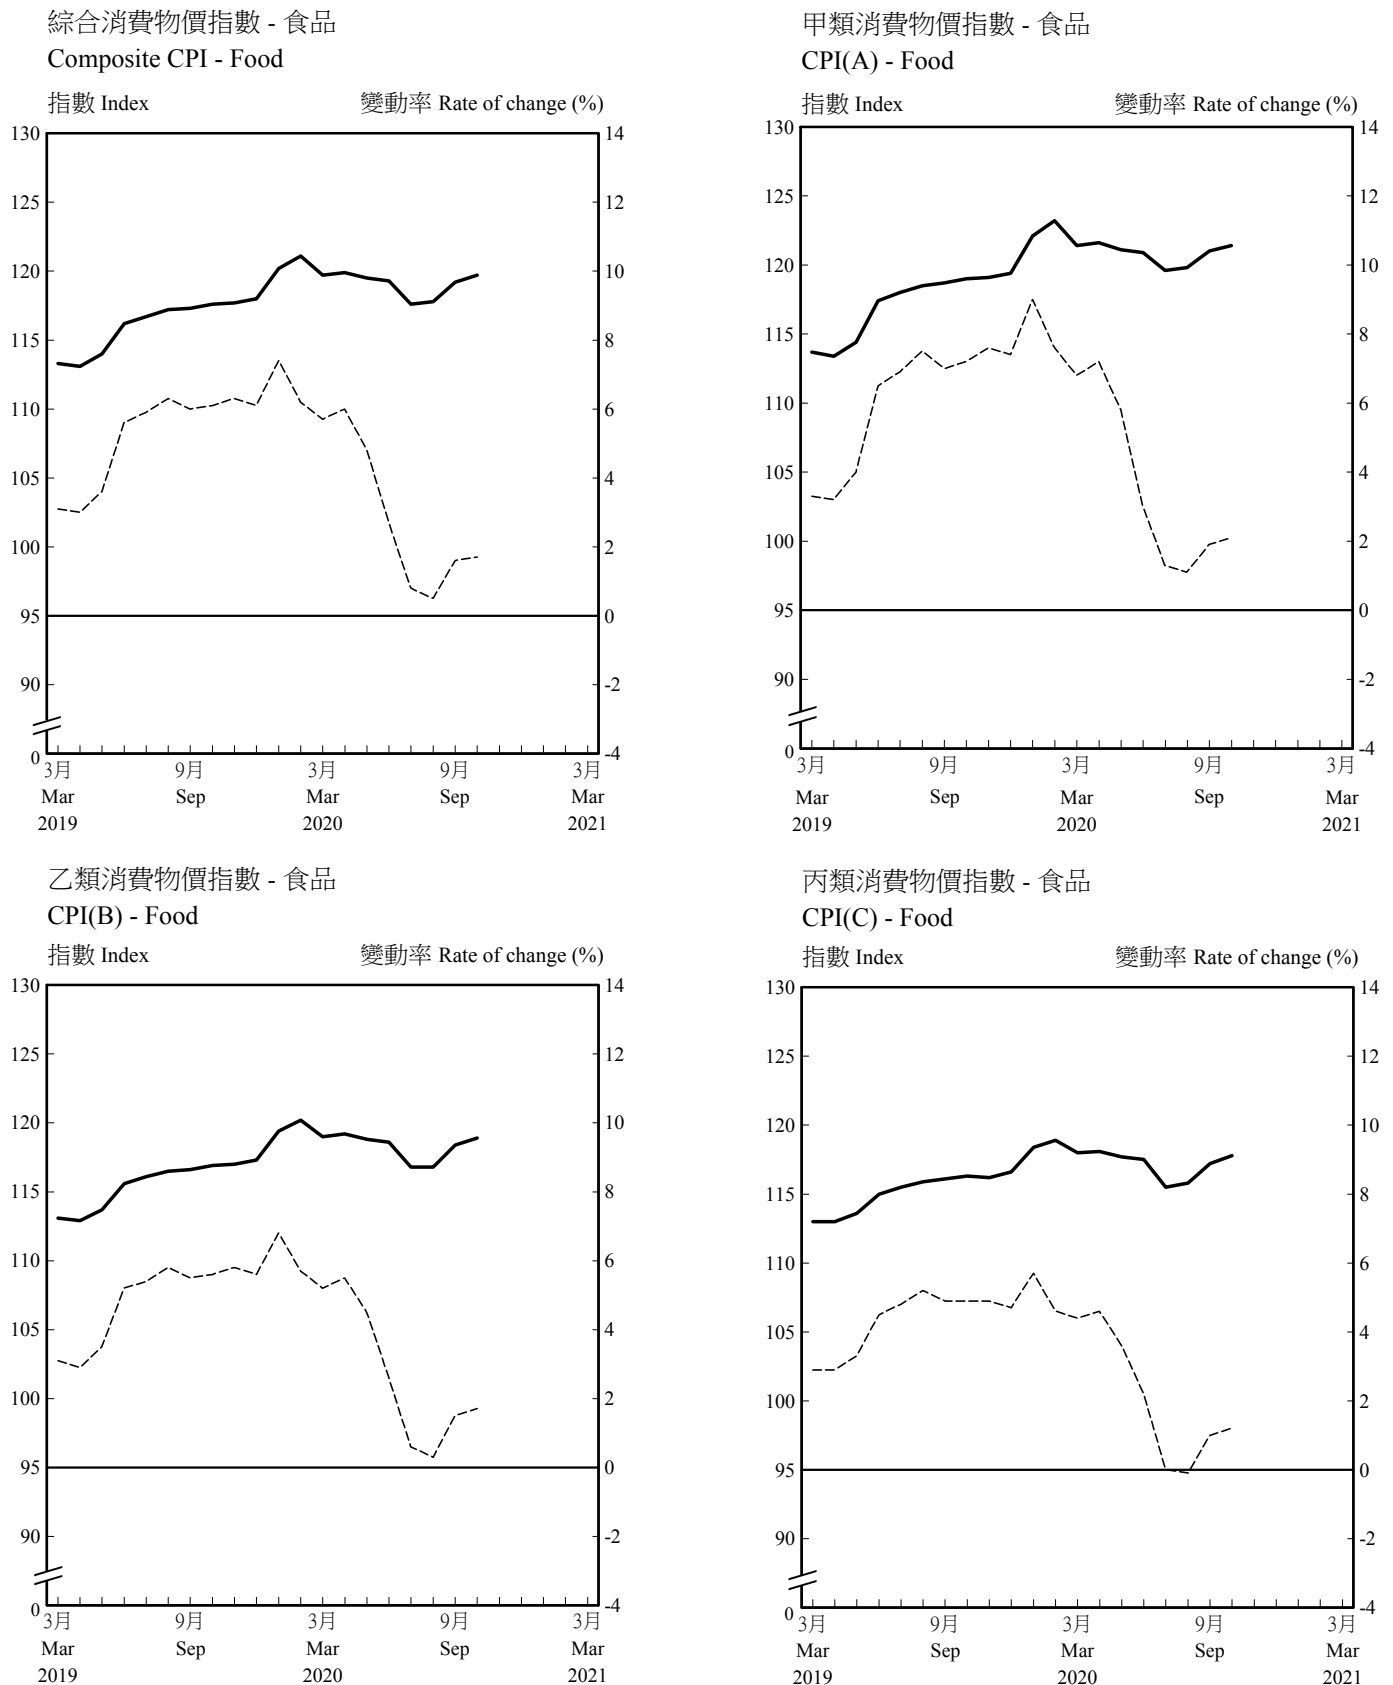 綜合消費物價指數 - 食品
Composite CPI - Food
指數 Index 變動率 Rate of change (%)
130 14
125 12
120 10
115 8
110 6
105 4
100 2
95 0
90 -2
0 -4
3月 9月 3月 9月 3月
Mar Sep Mar Sep Mar
2019 2020 2021
甲類消費物價指數 - 食品
CPI(A) - Food
指數 Index 變動率 Rate of change (%)
130 14
125 12
120 10
115 8
110 6
105 4
100 2
95 0
90 -2
0 -4
3月 9月 3月 9月 3月
Mar Sep Mar Sep Mar
2019 2020 2021
乙類消費物價指數 - 食品
CPI(B) - Food
指數 Index 變動率 Rate of change (%)
130 14
125 12
120 10
115 8
110 6
105 4
100 2
95 0
90 -2
0 -4
3月 9月 3月 9月 3月
Mar Sep Mar Sep Mar
2019 2020 2021
丙類消費物價指數 - 食品
CPI(C) - Food
指數 Index 變動率 Rate of change (%)
130 14
125 12
120 10
115 8
110 6
105 4
100 2
95 0
90 -2
0 -4
3月 9月 3月 9月 3月
Mar Sep Mar Sep Mar
2019 2020 2021